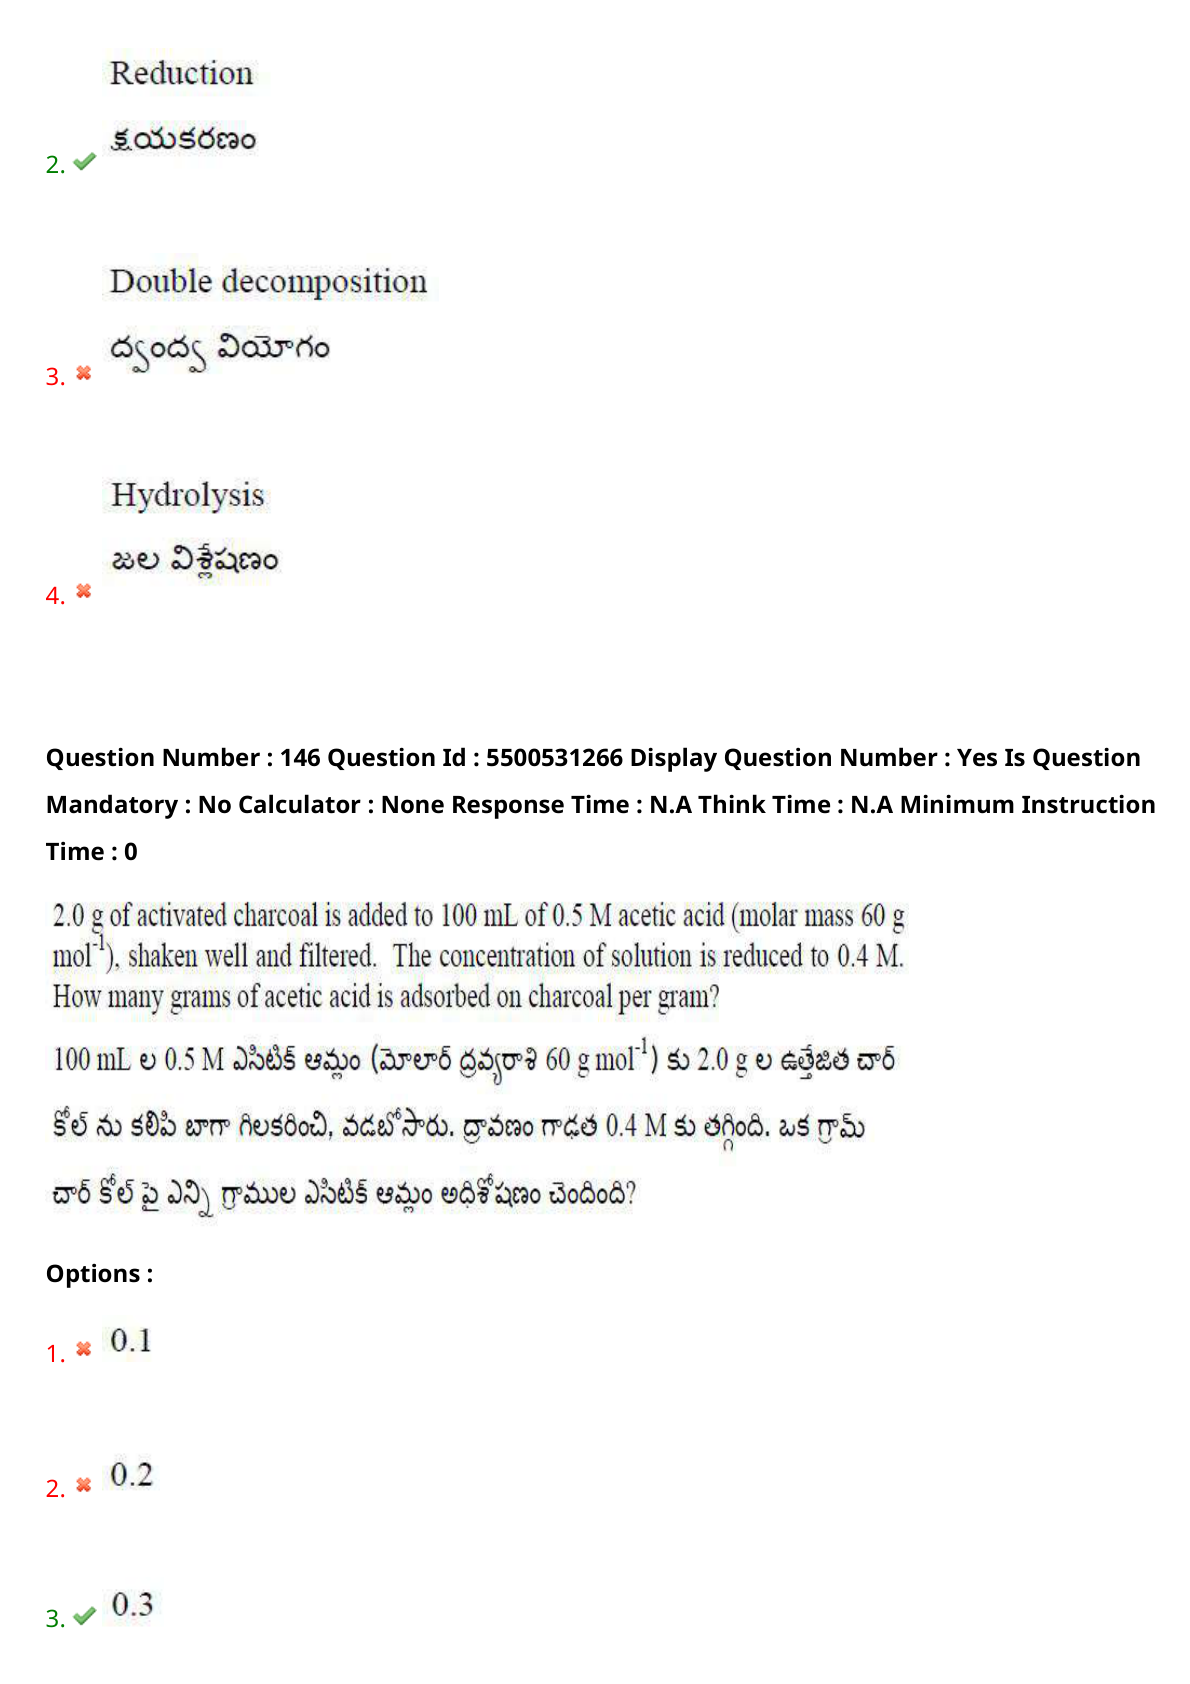 Reduction
క్షయకరణం
2.
Double decomposition
ద్వంద్వ వియోగం
3.
Hydrolysis
జల విశ్లేషణం
4.
Question Number : 146 Question Id : 5500531266 Display Question Number : Yes Is Question
Mandatory : No Calculator : None Response Time : N.A Think Time : N.A Minimum Instruction
Time : 0
2.0 g of activated charcoal is added to 100 mL of 0.5 M acetic acid (molar mass 60 g
mol⁻¹), shaken well and filtered. The concentration of solution is reduced to 0.4 M.
How many grams of acetic acid is adsorbed on charcoal per gram?
100 mL ల 0.5 M ఎసిటిక్ ఆమ్లం (మోలార్ ద్రవ్యరాశి 60 g mol⁻¹) కు 2.0 g ల ఉత్తేజిత చార్
కోల్ ను కలిపి బాగా గిలకరించి, వడబోసారు. ద్రావణం గాఢత 0.4 M కు తగ్గింది. ఒక గ్రామ్
చార్ కోల్ పై ఎన్ని గ్రాముల ఎసిటిక్ ఆమ్లం అధిశోషణం చెందింది?
Options :
1. 0.1
2. 0.2
3. 0.3